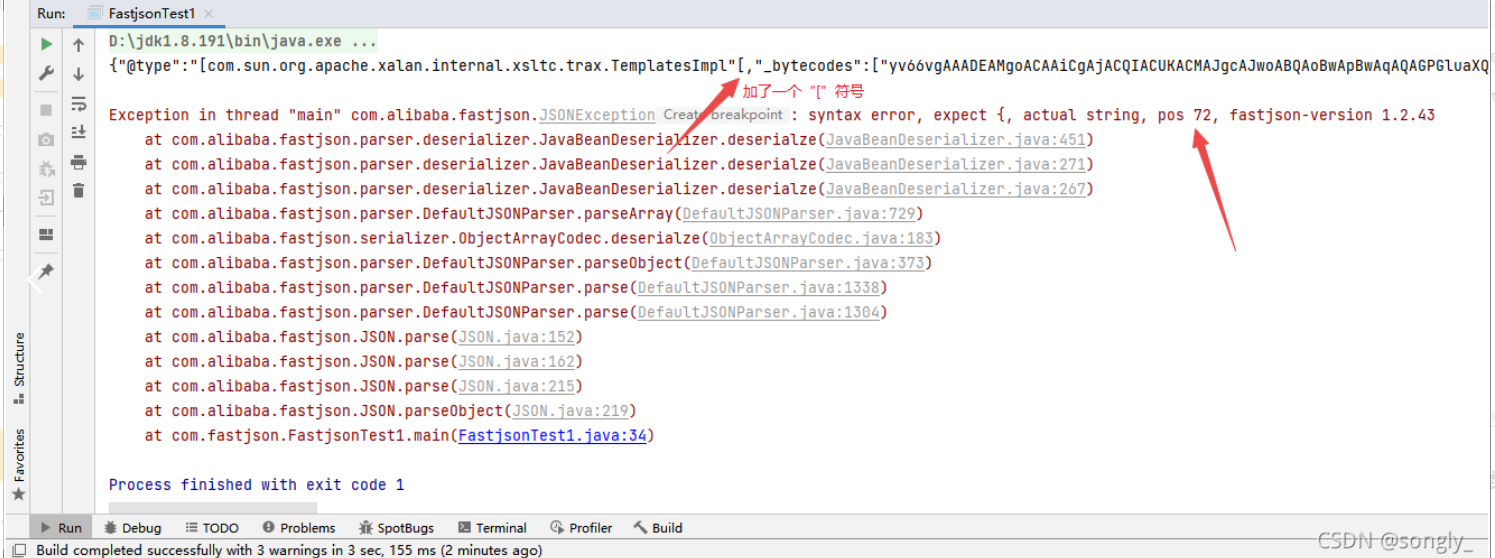 Run: FastjsonTest1 ×
D:\jdk1.8.191\bin\java.exe ...
{"@type":"[com.sun.org.apache.xalan.internal.xsltc.trax.TemplatesImpl"[,"_bytecodes":["yv66vgAAADEAMgoACAAiCgAjACQIACUKACMAJgcAJwoABQAoBwApBwAqAQAGPGluaXQ
加了一个“[”符号
Exception in thread "main" com.alibaba.fastjson.JSONException Create breakpoint : syntax error, expect {, actual string, pos 72, fastjson-version 1.2.43
at com.alibaba.fastjson.parser.deserializer.JavaBeanDeserializer.deserialze(JavaBeanDeserializer.java:451)
at com.alibaba.fastjson.parser.deserializer.JavaBeanDeserializer.deserialze(JavaBeanDeserializer.java:271)
at com.alibaba.fastjson.parser.deserializer.JavaBeanDeserializer.deserialze(JavaBeanDeserializer.java:267)
at com.alibaba.fastjson.parser.DefaultJSONParser.parseArray(DefaultJSONParser.java:729)
at com.alibaba.fastjson.serializer.ObjectArrayCodec.deserialze(ObjectArrayCodec.java:183)
at com.alibaba.fastjson.parser.DefaultJSONParser.parseObject(DefaultJSONParser.java:373)
at com.alibaba.fastjson.parser.DefaultJSONParser.parse(DefaultJSONParser.java:1338)
at com.alibaba.fastjson.parser.DefaultJSONParser.parse(DefaultJSONParser.java:1304)
at com.alibaba.fastjson.JSON.parse(JSON.java:152)
at com.alibaba.fastjson.JSON.parse(JSON.java:162)
at com.alibaba.fastjson.JSON.parse(JSON.java:215)
at com.alibaba.fastjson.JSON.parseObject(JSON.java:219)
at com.fastjson.FastjsonTest1.main(FastjsonTest1.java:34)
Process finished with exit code 1
Structure
Favorites
Run Debug TODO Problems SpotBugs Terminal Profiler Build
Build completed successfully with 3 warnings in 3 sec, 155 ms (2 minutes ago)
CSDN @songly_